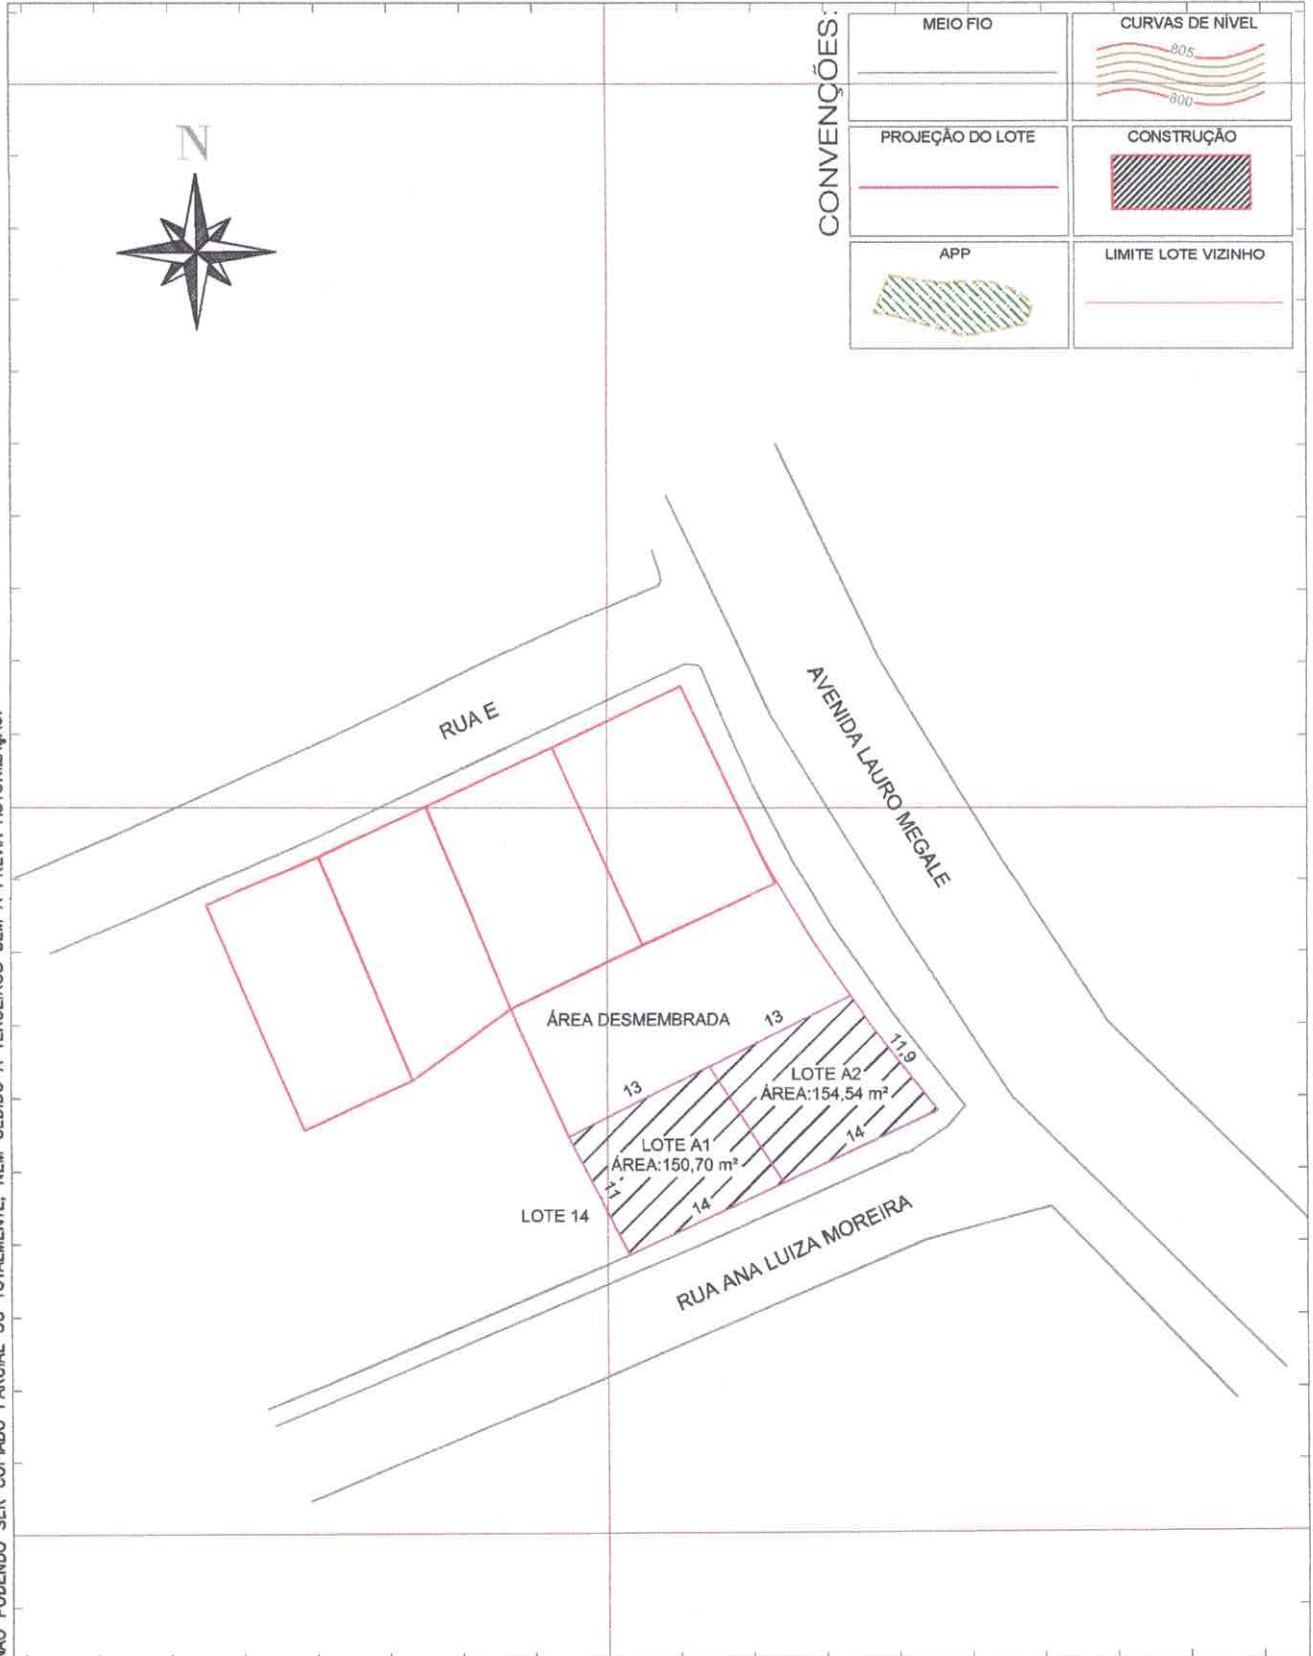 CONVENÇÕES:
MEIO FIO
CURVAS DE NÍVEL
805
800
PROJEÇÃO DO LOTE
CONSTRUÇÃO
APP
LIMITE LOTE VIZINHO
N
RUA E
AVENIDA LAURO MEGALE
ÁREA DESMEMBRADA
13
13
11,9
LOTE A2
ÁREA:154,54 m²
14
LOTE A1
ÁREA:150,70 m²
11
14
LOTE 14
RUA ANA LUIZA MOREIRA